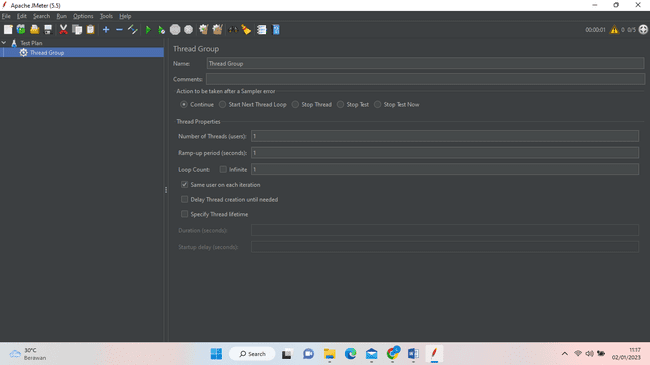 Apache JMeter (5.5)
File Edit Search Run Options Tools Help
00:00:01 0 0/5
Test Plan
Thread Group
Thread Group
Name: Thread Group
Comments:
Action to be taken after a Sampler error
Continue Start Next Thread Loop Stop Thread Stop Test Stop Test Now
Thread Properties
Number of Threads (users): 1
Ramp-up period (seconds): 1
Loop Count: Infinite 1
Same user on each iteration
Delay Thread creation until needed
Specify Thread lifetime
Duration (seconds):
Startup delay (seconds):
30°C
Berawan
Search
11:17
02/01/2023